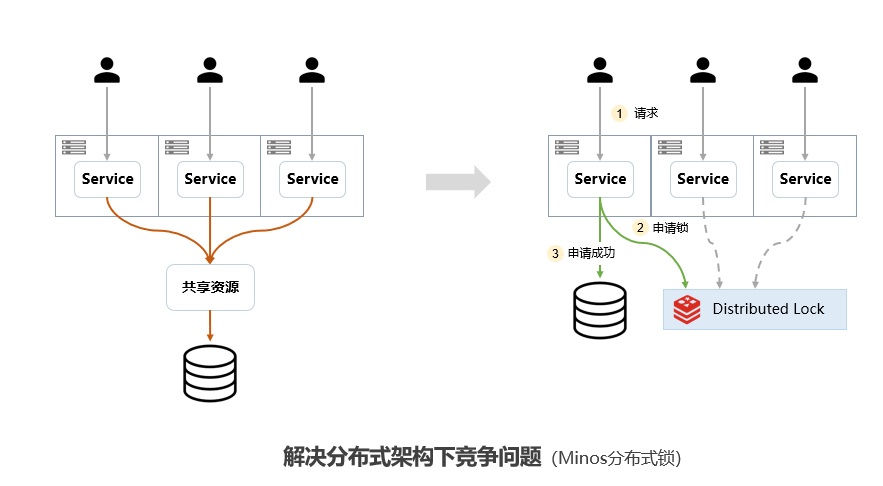 Service
Service
Service
共享资源
1 请求
Service
Service
Service
2 申请锁
3 申请成功
Distributed Lock
解决分布式架构下竞争问题（Minos分布式锁）